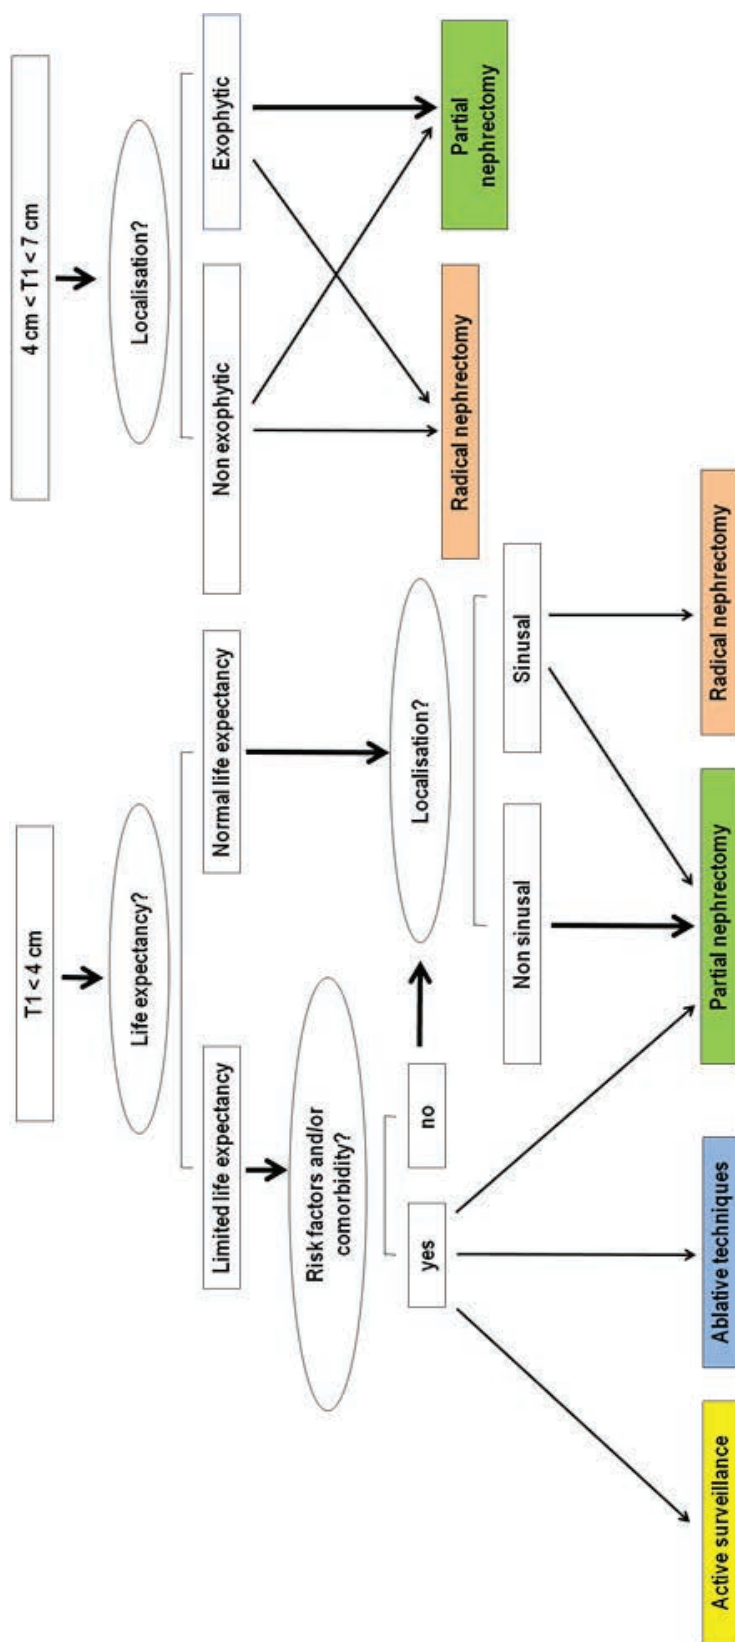 T1 < 4 cm
Life expectancy?
Limited life expectancy
Normal life expectancy
Risk factors and/or
comorbidity?
yes
no
Localisation?
Non sinusal
Sinusal
Active surveillance
Ablative techniques
Partial nephrectomy
Radical nephrectomy
4 cm < T1 < 7 cm
Localisation?
Non exophytic
Exophytic
Radical nephrectomy
Partial
nephrectomy